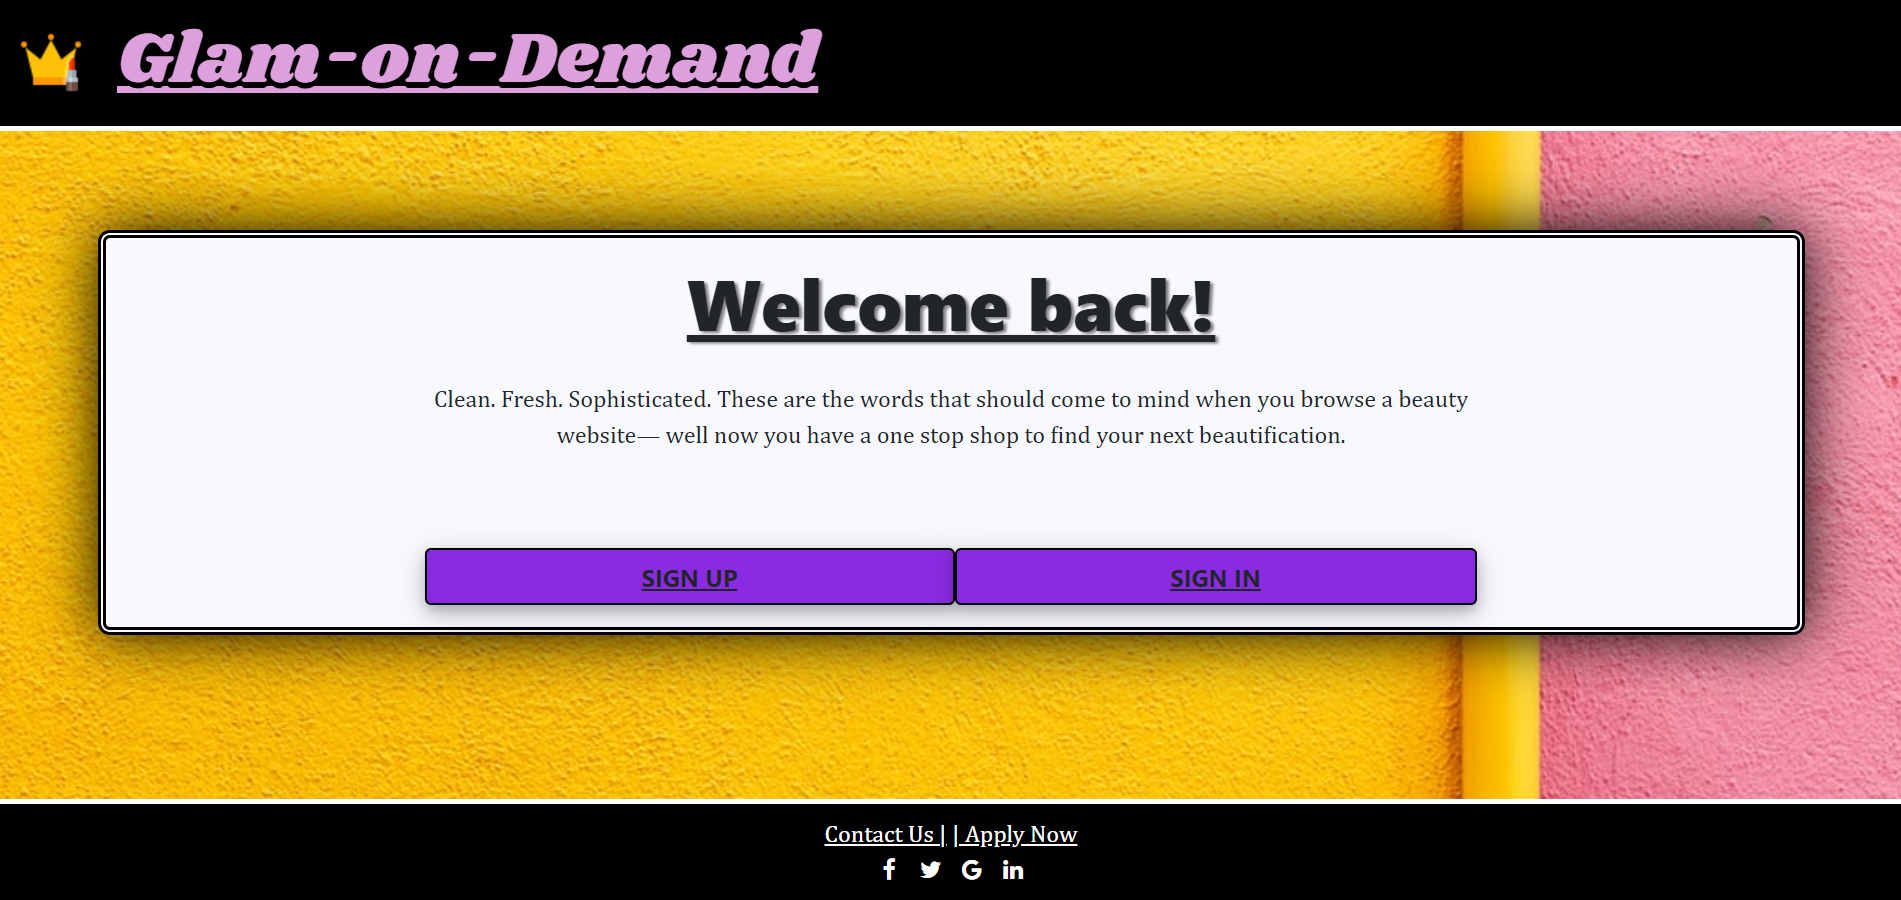 Glam-on-Demand
Welcome back!
Clean. Fresh. Sophisticated. These are the words that should come to mind when you browse a beauty
website— well now you have a one stop shop to find your next beautification.
SIGN UP SIGN IN
Contact Us | | Apply Now